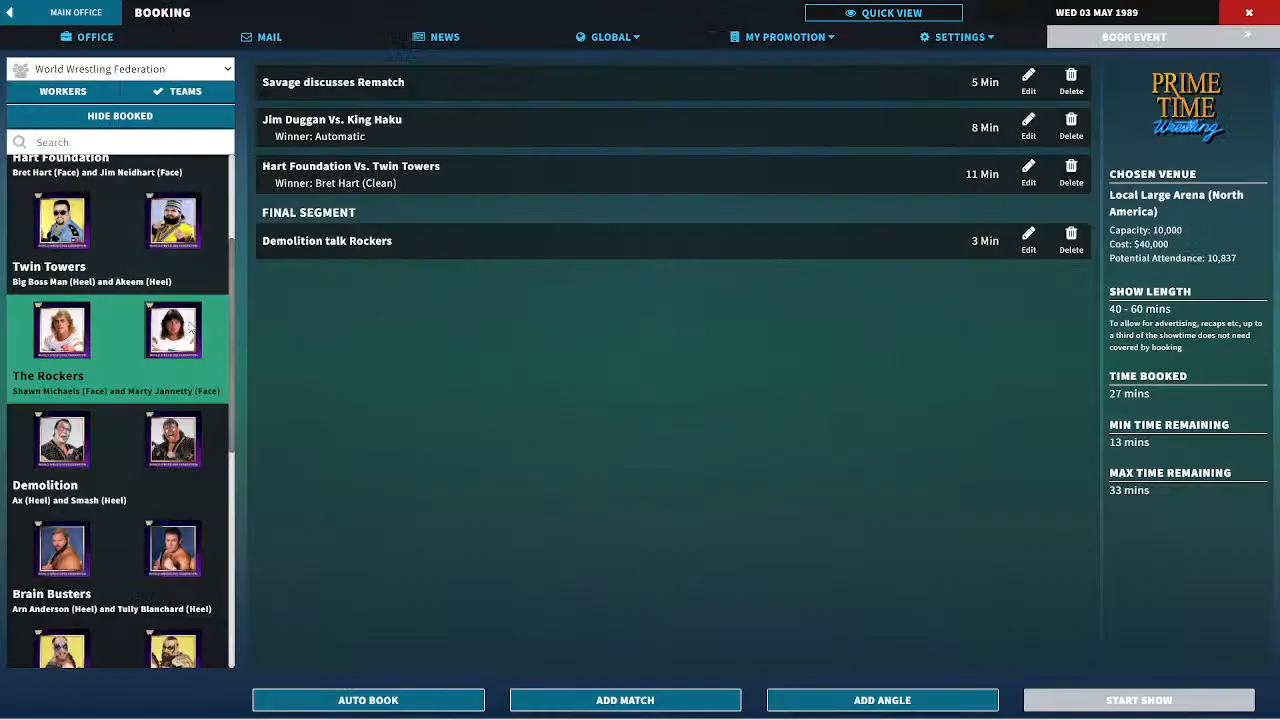 MAIN OFFICE
BOOKING
QUICK VIEW
WED 03 MAY 1989
OFFICE
MAIL
NEWS
GLOBAL
MY PROMOTION
SETTINGS
BOOK EVENT
World Wrestling Federation
WORKERS
TEAMS
HIDE BOOKED
Search
Hart Foundation
Bret Hart (Face) and Jim Neidhart (Face)
Twin Towers
Big Boss Man (Heel) and Akeem (Heel)
The Rockers
Shawn Michaels (Face) and Marty Jannetty (Face)
Demolition
Ax (Heel) and Smash (Heel)
Brain Busters
Arn Anderson (Heel) and Tully Blanchard (Heel)
Savage discusses Rematch
5 Min
Edit
Delete
Jim Duggan Vs. King Haku
Winner: Automatic
8 Min
Edit
Delete
Hart Foundation Vs. Twin Towers
Winner: Bret Hart (Clean)
11 Min
Edit
Delete
FINAL SEGMENT
Demolition talk Rockers
3 Min
Edit
Delete
PRIME
TIME
Wrestling
CHOSEN VENUE
Local Large Arena (North
America)
Capacity: 10,000
Cost: $40,000
Potential Attendance: 10,837
SHOW LENGTH
40 - 60 mins
To allow for advertising, recaps etc, up to
a third of the showtime does not need
covered by booking
TIME BOOKED
27 mins
MIN TIME REMAINING
13 mins
MAX TIME REMAINING
33 mins
AUTO BOOK
ADD MATCH
ADD ANGLE
START SHOW